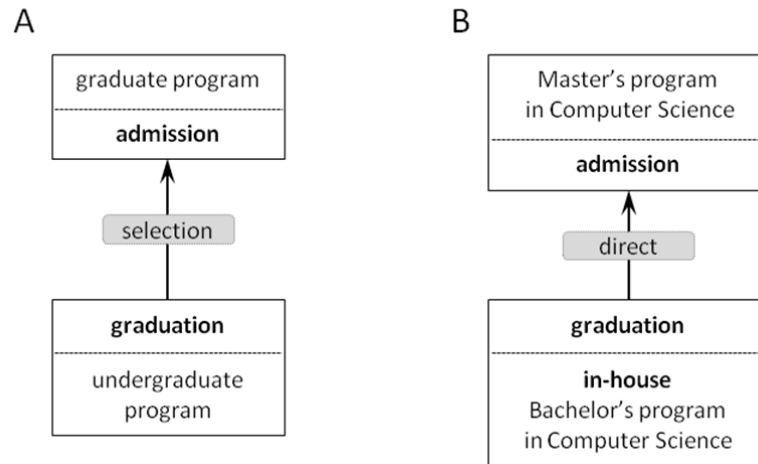 A
graduate program
admission
selection
graduation
undergraduate
program
B
Master's program
in Computer Science
admission
direct
graduation
in-house
Bachelor's program
in Computer Science